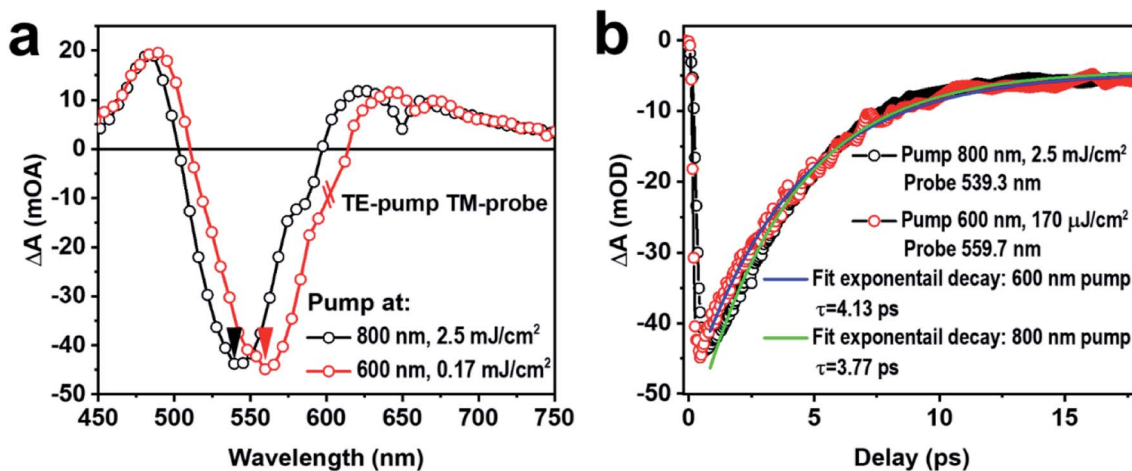 a
20
10
0
-10
-20
-30
-40
-50
ΔA (mOA)
TE-pump TM-probe
Pump at:
800 nm, 2.5 mJ/cm²
600 nm, 0.17 mJ/cm²
450 500 550 600 650 700 750
Wavelength (nm)
b
0
-10
-20
-30
-40
-50
ΔA (mOD)
Pump 800 nm, 2.5 mJ/cm²
Probe 539.3 nm
Pump 600 nm, 170 μJ/cm²
Probe 559.7 nm
Fit exponentail decay: 600 nm pump
τ=4.13 ps
Fit exponentail decay: 800 nm pump
τ=3.77 ps
0 5 10 15
Delay (ps)